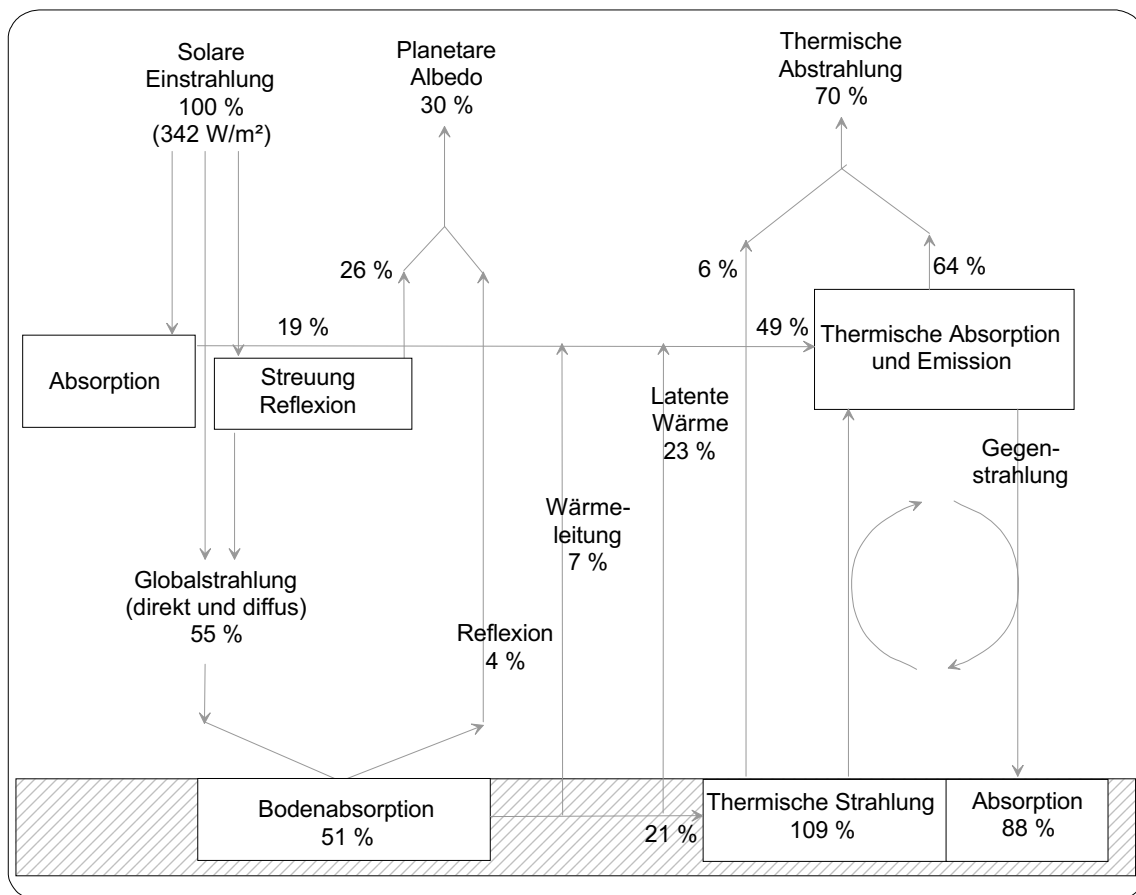 Solare
Einstrahlung
100 %
(342 W/m²)
Planetare
Albedo
30 %
Thermische
Abstrahlung
70 %
26 %
6 %
64 %
19 %
49 %
Absorption
Streuung
Reflexion
Thermische Absorption
und Emission
Latente
Wärme
23 %
Gegen-
strahlung
Wärme-
leitung
7 %
Globalstrahlung
(direkt und diffus)
55 %
Reflexion
4 %
Bodenabsorption
51 %
21 %
Thermische Strahlung
109 %
Absorption
88 %